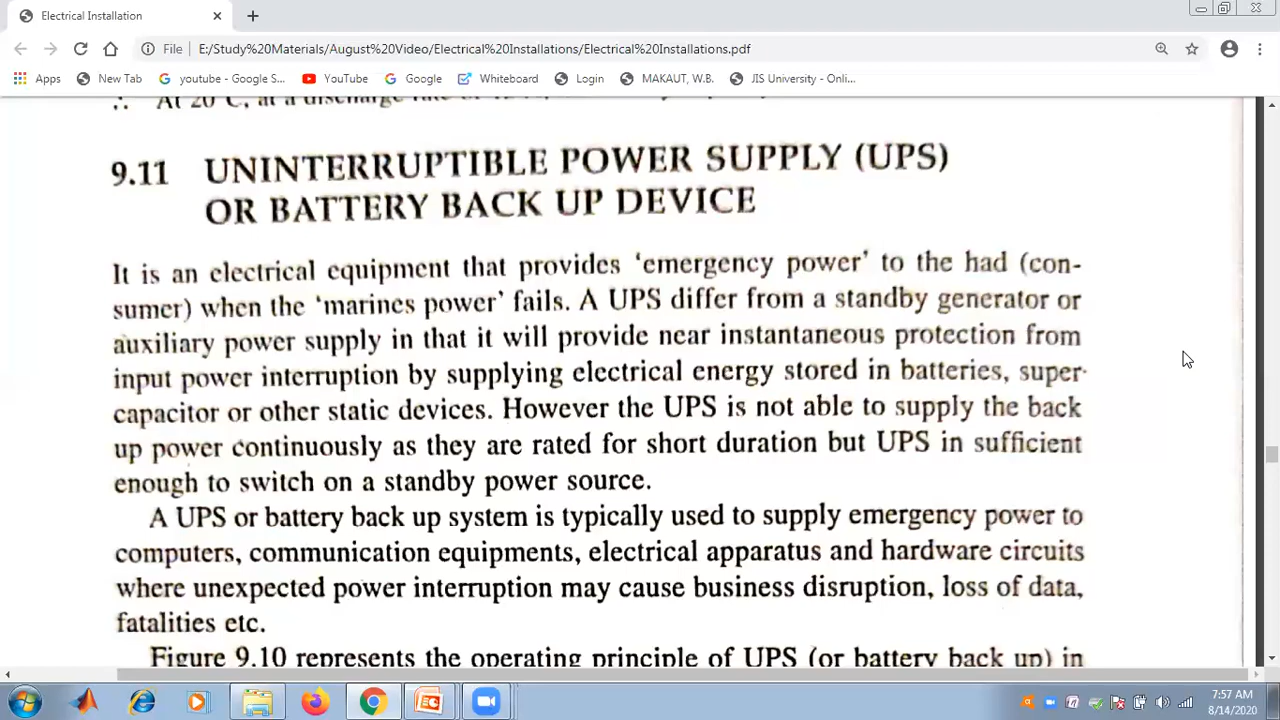 Electrical Installation
File
E:/Study%20Materials/August%20Video/Electrical%20Installations/Electrical%20Installations.pdf
Apps New Tab youtube - Google S... YouTube Google Whiteboard Login MAKAUT, W.B. JIS University - Onli...
∴ At 20°C, at a discharge rate of
9.11 UNINTERRUPTIBLE POWER SUPPLY (UPS)
OR BATTERY BACK UP DEVICE
It is an electrical equipment that provides 'emergency power' to the had (con-
sumer) when the 'marines power' fails. A UPS differ from a standby generator or
auxiliary power supply in that it will provide near instantaneous protection from
input power interruption by supplying electrical energy stored in batteries, super-
capacitor or other static devices. However the UPS is not able to supply the back
up power continuously as they are rated for short duration but UPS in sufficient
enough to switch on a standby power source.
A UPS or battery back up system is typically used to supply emergency power to
computers, communication equipments, electrical apparatus and hardware circuits
where unexpected power interruption may cause business disruption, loss of data,
fatalities etc.
Figure 9.10 represents the operating principle of UPS (or battery back up) in
7:57 AM
8/14/2020